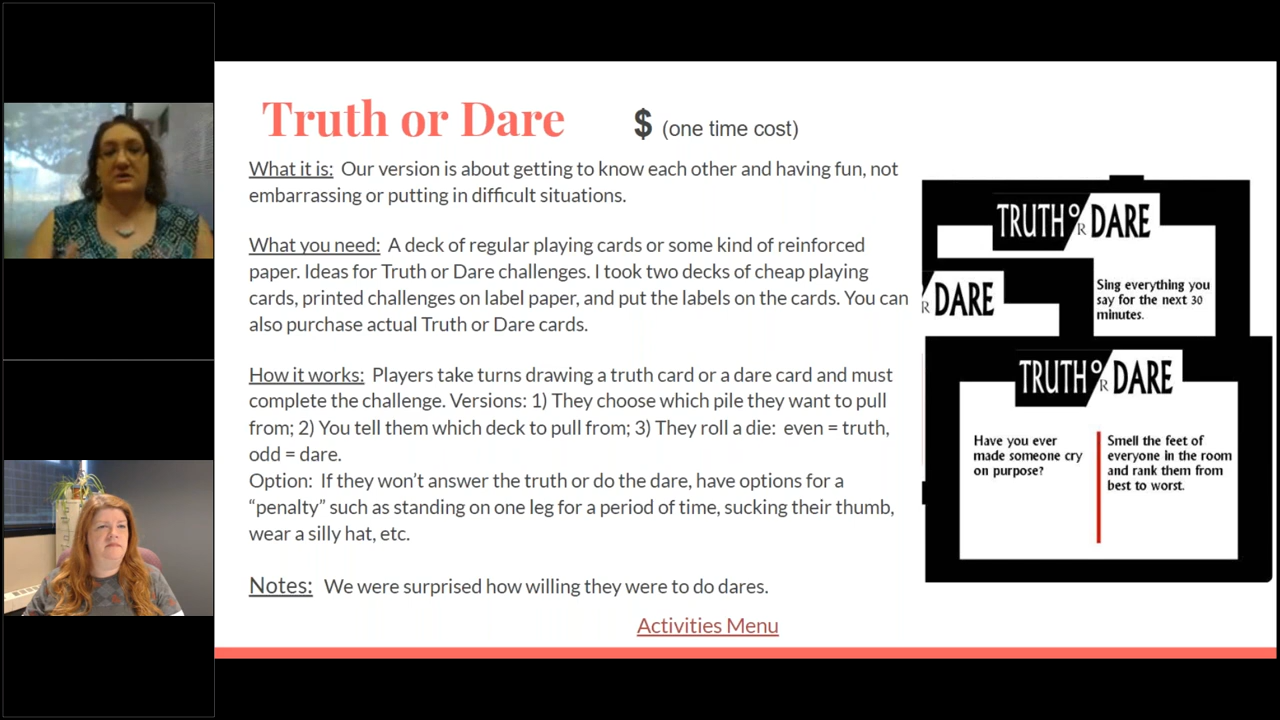 Truth or Dare $ (one time cost)
What it is: Our version is about getting to know each other and having fun, not
embarrassing or putting in difficult situations.
What you need: A deck of regular playing cards or some kind of reinforced
paper. Ideas for Truth or Dare challenges. I took two decks of cheap playing
cards, printed challenges on label paper, and put the labels on the cards. You can
also purchase actual Truth or Dare cards.
How it works: Players take turns drawing a truth card or a dare card and must
complete the challenge. Versions: 1) They choose which pile they want to pull
from; 2) You tell them which deck to pull from; 3) They roll a die: even = truth,
odd = dare.
Option: If they won't answer the truth or do the dare, have options for a
“penalty” such as standing on one leg for a period of time, sucking their thumb,
wear a silly hat, etc.
Notes: We were surprised how willing they were to do dares.
Activities Menu
TRUTH OR DARE
Sing everything you
say for the next 30
minutes.
R DARE
TRUTH OR DARE
Have you ever
made someone cry
on purpose?
Smell the feet of
everyone in the room
and rank them from
best to worst.